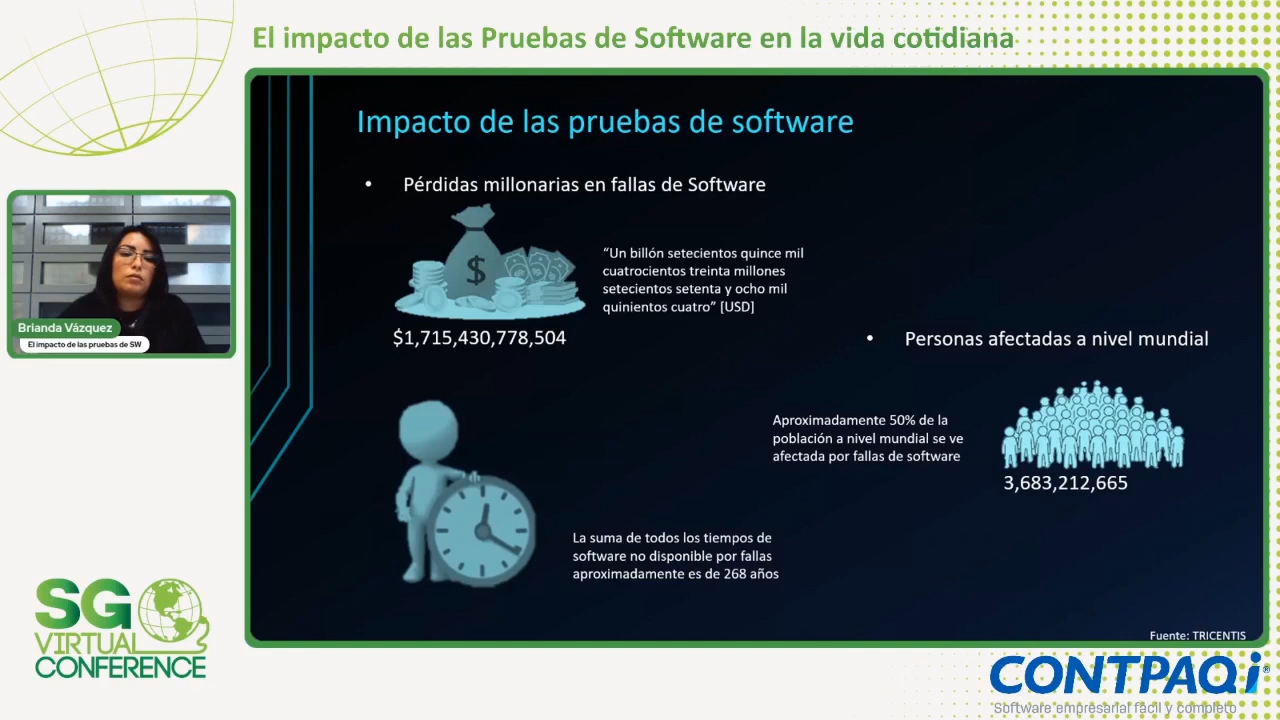 El impacto de las Pruebas de Software en la vida cotidiana
Impacto de las pruebas de software
• Pérdidas millonarias en fallas de Software
$
“Un billón setecientos quince mil
cuatrocientos treinta millones
setecientos setenta y ocho mil
quinientos cuatro” [USD]
$1,715,430,778,504
• Personas afectadas a nivel mundial
Aproximadamente 50% de la
población a nivel mundial se ve
afectada por fallas de software
3,683,212,665
La suma de todos los tiempos de
software no disponible por fallas
aproximadamente es de 268 años
Fuente: TRICENTIS
Brianda Vázquez
El impacto de las pruebas de SW
SG
VIRTUAL
CONFERENCE
CONTPAQi®
Software empresarial fácil y completo